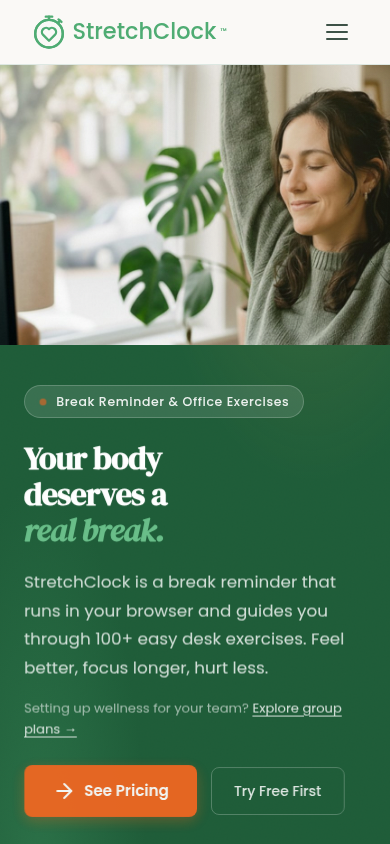 StretchClock™
Break Reminder & Office Exercises
Your body
deserves a
real break.
StretchClock is a break reminder that
runs in your browser and guides you
through 100+ easy desk exercises. Feel
better, focus longer, hurt less.
Setting up wellness for your team? Explore group
plans →
→ See Pricing
Try Free First